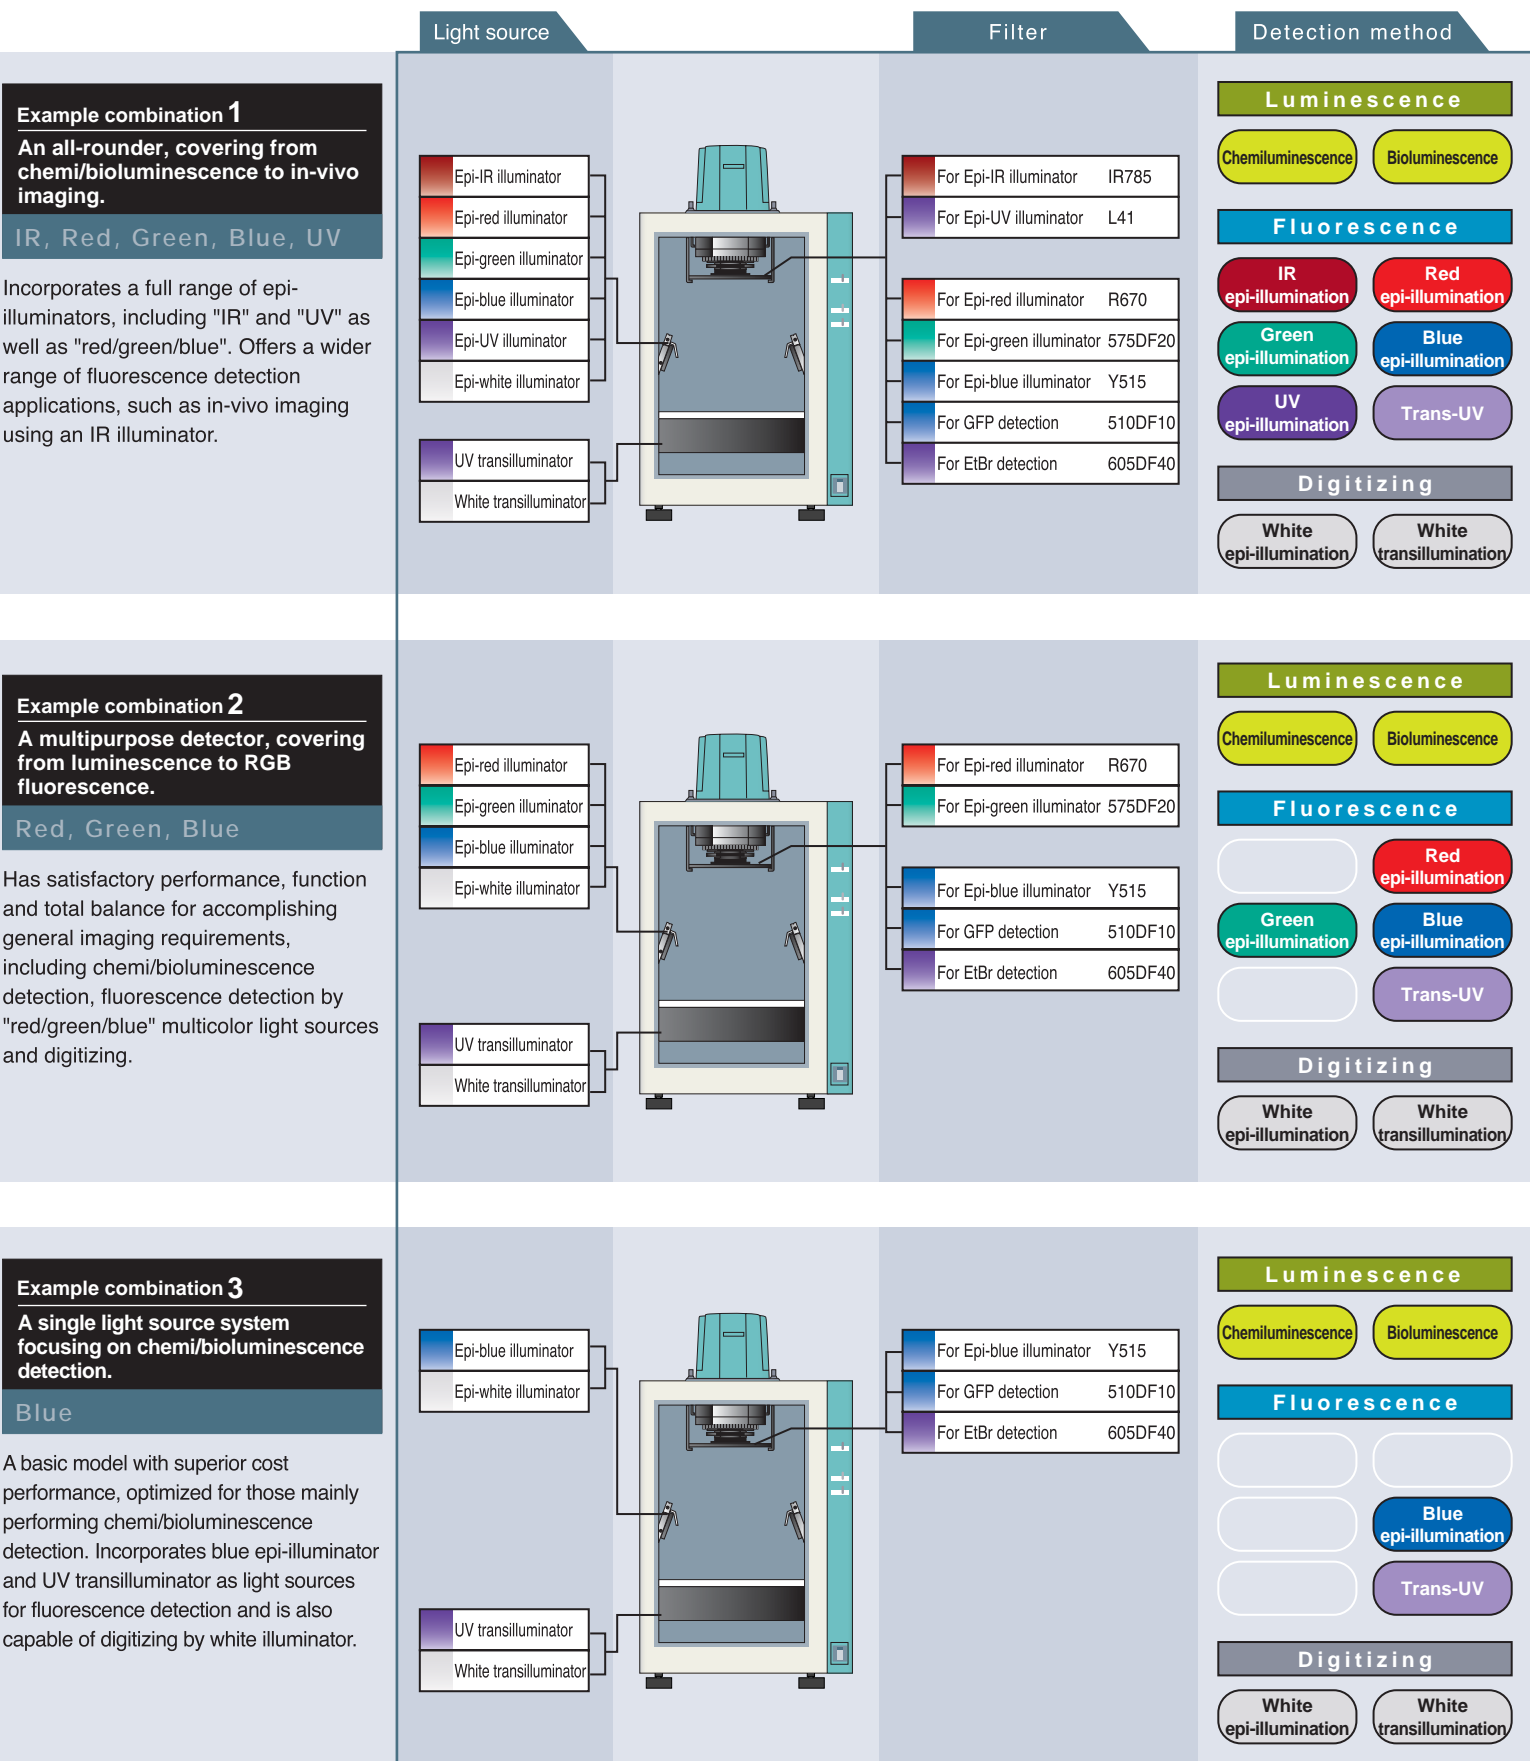 Light source
Filter
Detection method
Example combination 1
An all-rounder, covering from
chemi/bioluminescence to in-vivo
imaging.
IR, Red, Green, Blue, UV
Incorporates a full range of epi-
illuminators, including "IR" and "UV" as
well as "red/green/blue". Offers a wider
range of fluorescence detection
applications, such as in-vivo imaging
using an IR illuminator.
Epi-IR illuminator
Epi-red illuminator
Epi-green illuminator
Epi-blue illuminator
Epi-UV illuminator
Epi-white illuminator
UV transilluminator
White transilluminator
For Epi-IR illuminator IR785
For Epi-UV illuminator L41
For Epi-red illuminator R670
For Epi-green illuminator 575DF20
For Epi-blue illuminator Y515
For GFP detection 510DF10
For EtBr detection 605DF40
Luminescence
Chemiluminescence Bioluminescence
Fluorescence
IR
epi-illumination
Red
epi-illumination
Green
epi-illumination
Blue
epi-illumination
UV
epi-illumination
Trans-UV
Digitizing
White
epi-illumination
White
transillumination
Example combination 2
A multipurpose detector, covering
from luminescence to RGB
fluorescence.
Red, Green, Blue
Has satisfactory performance, function
and total balance for accomplishing
general imaging requirements,
including chemi/bioluminescence
detection, fluorescence detection by
"red/green/blue" multicolor light sources
and digitizing.
Epi-red illuminator
Epi-green illuminator
Epi-blue illuminator
Epi-white illuminator
UV transilluminator
White transilluminator
For Epi-red illuminator R670
For Epi-green illuminator 575DF20
For Epi-blue illuminator Y515
For GFP detection 510DF10
For EtBr detection 605DF40
Luminescence
Chemiluminescence Bioluminescence
Fluorescence
Red
epi-illumination
Green
epi-illumination
Blue
epi-illumination
Trans-UV
Digitizing
White
epi-illumination
White
transillumination
Example combination 3
A single light source system
focusing on chemi/bioluminescence
detection.
Blue
A basic model with superior cost
performance, optimized for those mainly
performing chemi/bioluminescence
detection. Incorporates blue epi-illuminator
and UV transilluminator as light sources
for fluorescence detection and is also
capable of digitizing by white illuminator.
Epi-blue illuminator
Epi-white illuminator
UV transilluminator
White transilluminator
For Epi-blue illuminator Y515
For GFP detection 510DF10
For EtBr detection 605DF40
Luminescence
Chemiluminescence Bioluminescence
Fluorescence
Blue
epi-illumination
Trans-UV
Digitizing
White
epi-illumination
White
transillumination